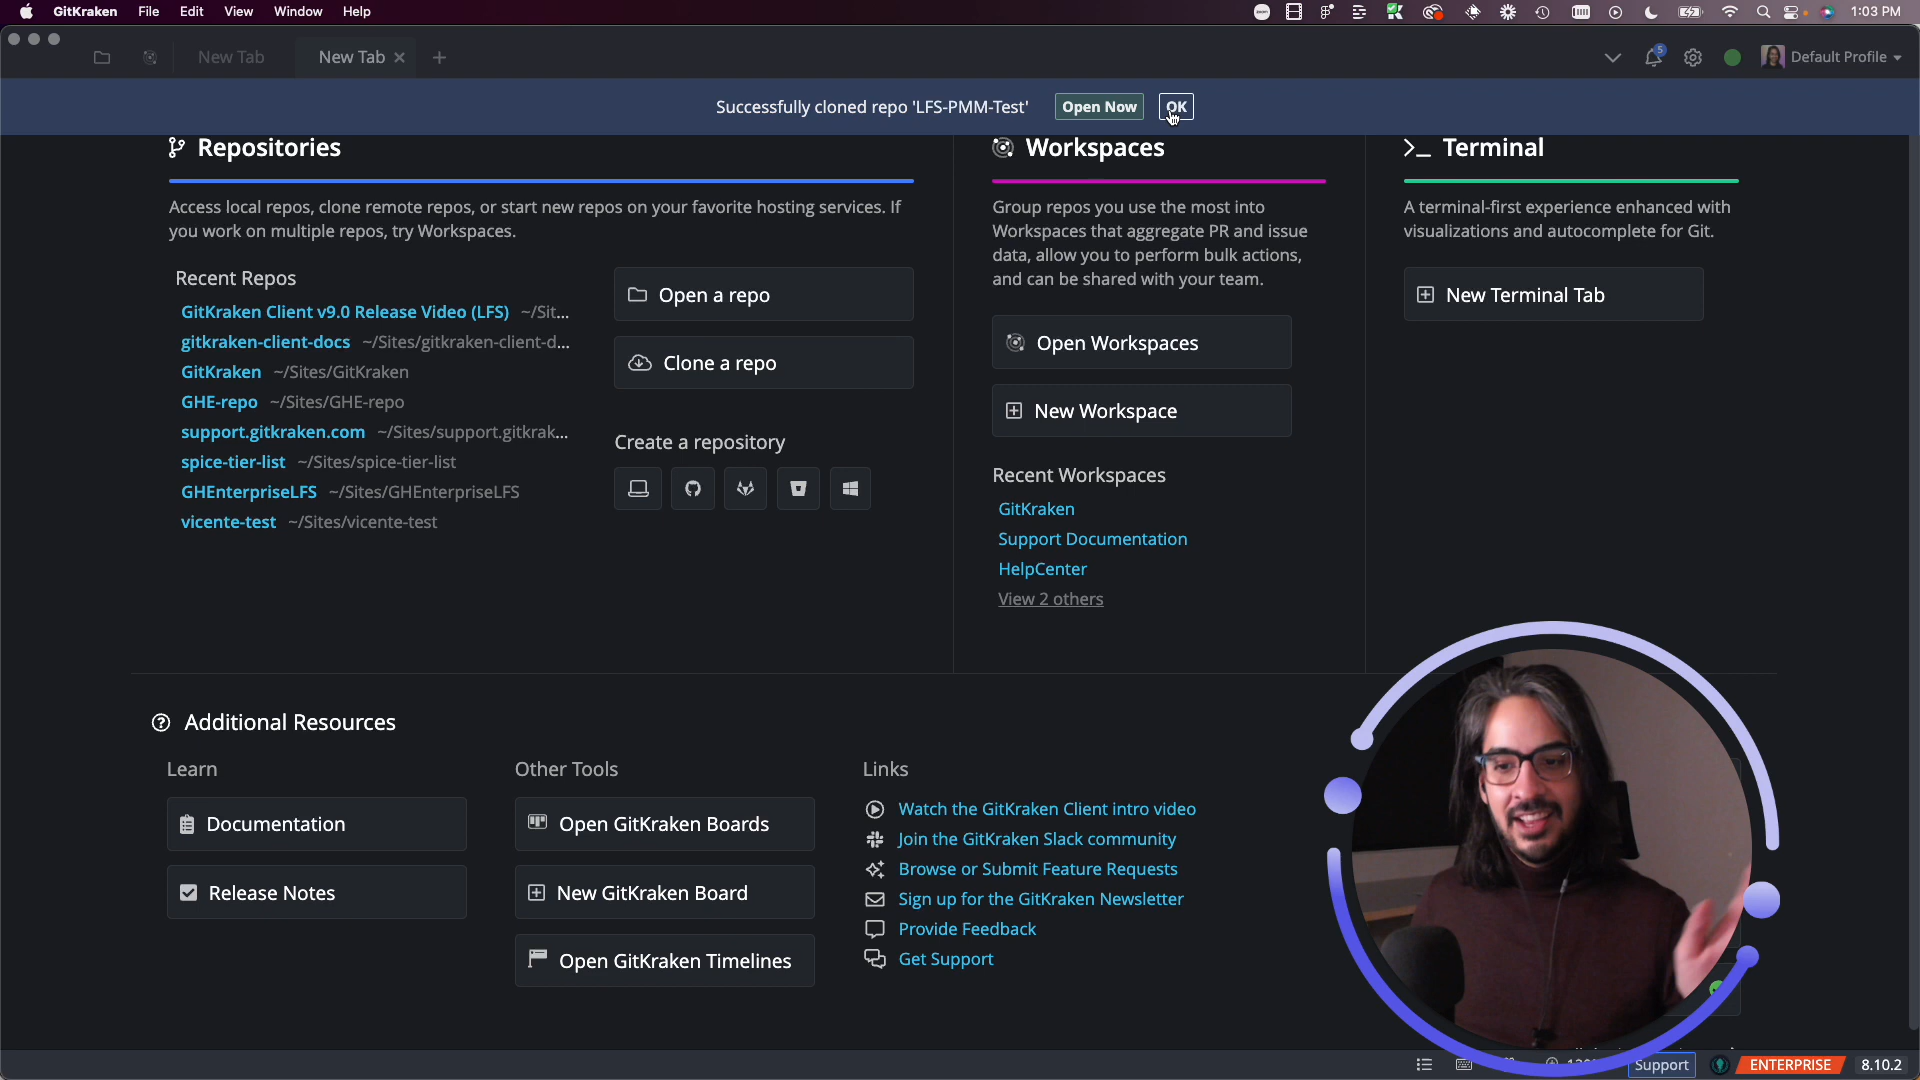 GitKraken File Edit View Window Help
1:03 PM
New Tab
New Tab
5
Default Profile
Successfully cloned repo 'LFS-PMM-Test' Open Now OK
Repositories
Access local repos, clone remote repos, or start new repos on your favorite hosting services. If
you work on multiple repos, try Workspaces.
Recent Repos
GitKraken Client v9.0 Release Video (LFS) ~/Sit...
gitkraken-client-docs ~/Sites/gitkraken-client-d...
GitKraken ~/Sites/GitKraken
GHE-repo ~/Sites/GHE-repo
support.gitkraken.com ~/Sites/support.gitkrak...
spice-tier-list ~/Sites/spice-tier-list
GHEnterpriseLFS ~/Sites/GHEnterpriseLFS
vicente-test ~/Sites/vicente-test
Open a repo
Clone a repo
Create a repository
Workspaces
Group repos you use the most into
Workspaces that aggregate PR and issue
data, allow you to perform bulk actions,
and can be shared with your team.
Open Workspaces
New Workspace
Recent Workspaces
GitKraken
Support Documentation
HelpCenter
View 2 others
Terminal
A terminal-first experience enhanced with
visualizations and autocomplete for Git.
New Terminal Tab
Additional Resources
Learn
Documentation
Release Notes
Other Tools
Open GitKraken Boards
New GitKraken Board
Open GitKraken Timelines
Links
Watch the GitKraken Client intro video
Join the GitKraken Slack community
Browse or Submit Feature Requests
Sign up for the GitKraken Newsletter
Provide Feedback
Get Support
Support ENTERPRISE 8.10.2